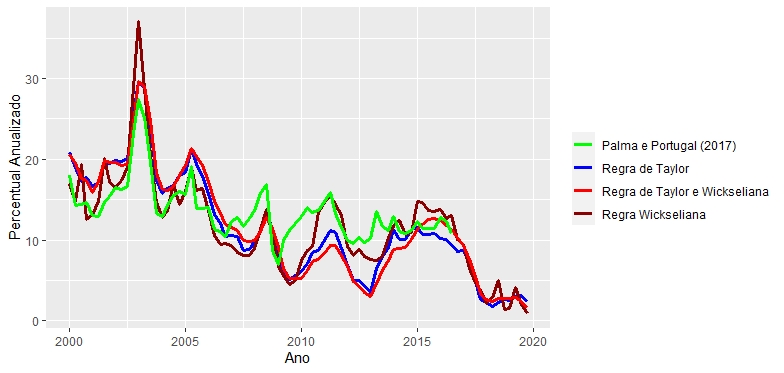 Percentual Anualizado
30
20
10
0
2000
2005
2010
2015
2020
Ano
Palma e Portugal (2017)
Regra de Taylor
Regra de Taylor e Wickseliana
Regra Wickseliana